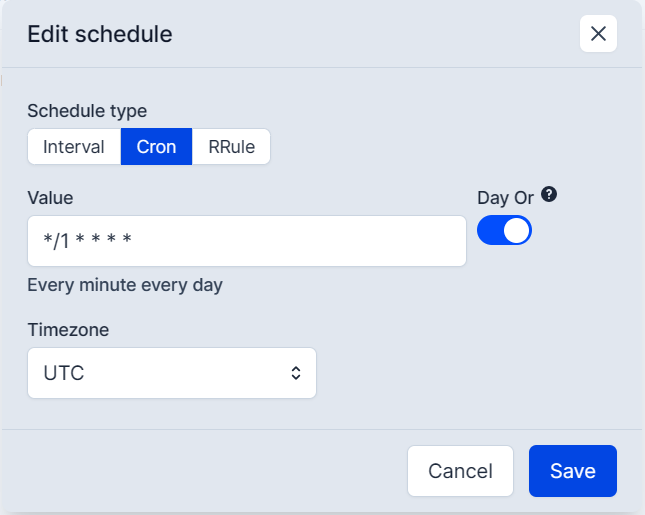 Edit schedule
Schedule type
Interval Cron RRule
Value Day Or ?
*/1 * * * *
Every minute every day
Timezone
UTC
Cancel Save